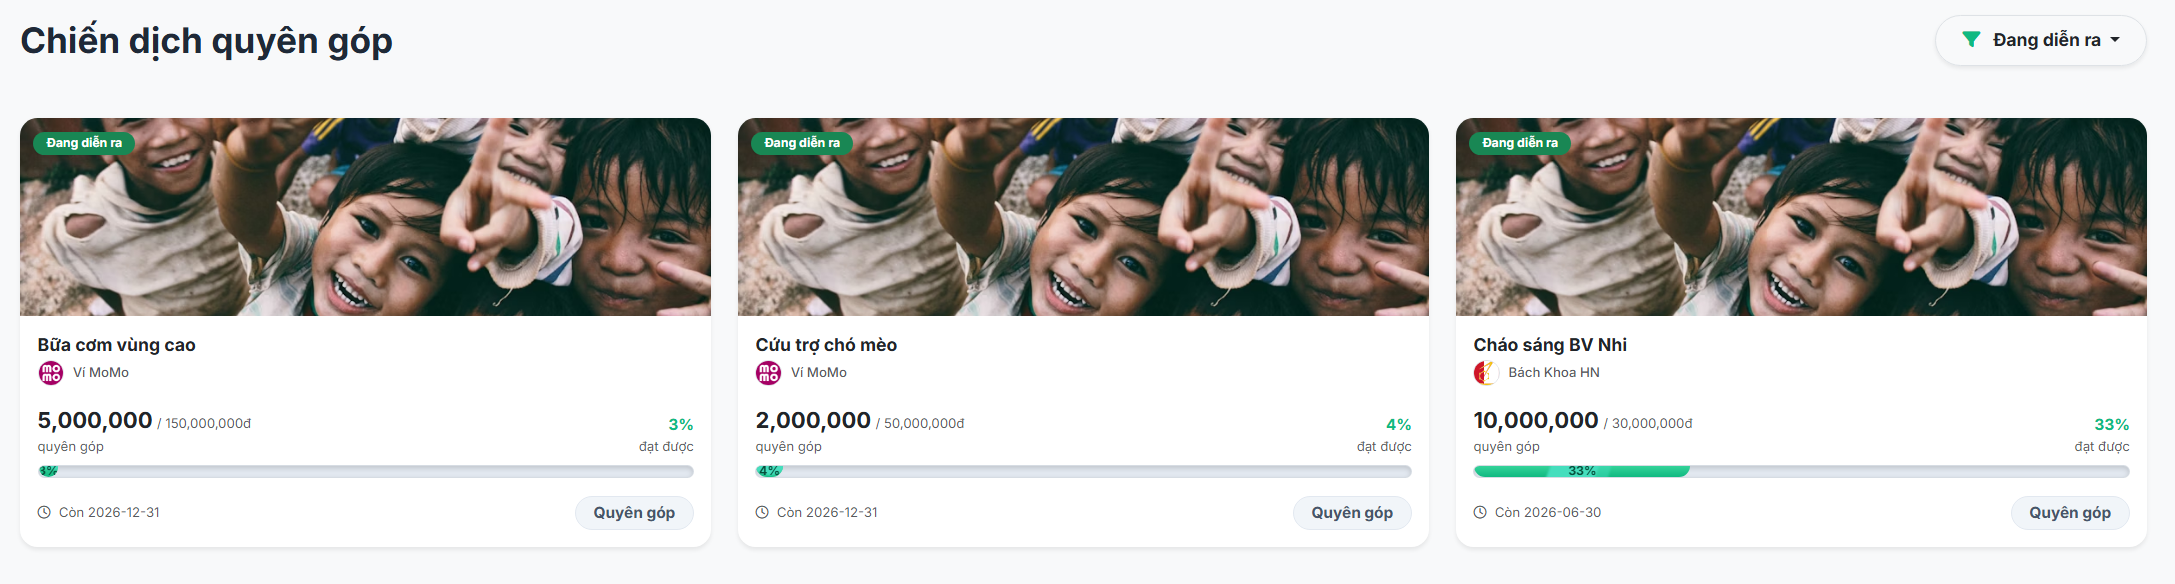 Chiến dịch quyên góp
Đang diễn ra
Đang diễn ra
Bữa cơm vùng cao
momo Ví MoMo
5,000,000 / 150,000,000đ 3%
quyên góp đạt được
3%
Còn 2026-12-31 Quyên góp
Đang diễn ra
Cứu trợ chó mèo
momo Ví MoMo
2,000,000 / 50,000,000đ 4%
quyên góp đạt được
4%
Còn 2026-12-31 Quyên góp
Đang diễn ra
Cháo sáng BV Nhi
Bách Khoa HN
10,000,000 / 30,000,000đ 33%
quyên góp đạt được
33%
Còn 2026-06-30 Quyên góp